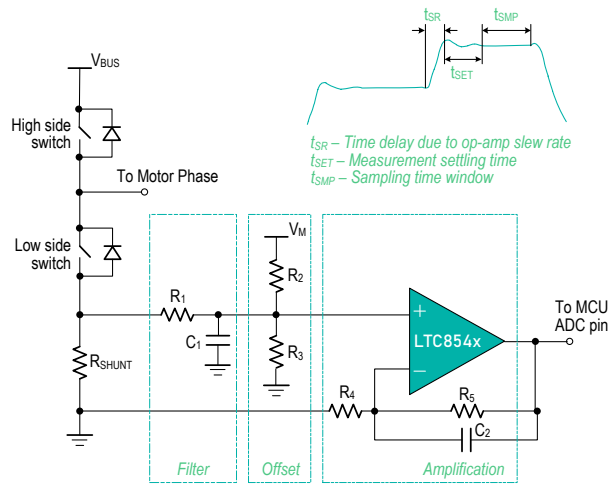 tSR
tSMP
tSET
VBUS
High side
switch
tSR – Time delay due to op-amp slew rate
tSET – Measurement settling time
tSMP – Sampling time window
To Motor Phase
Low side
switch
VM
R2
R1
C1
R3
+
LTC854x
–
To MCU
ADC pin
RSHUNT
R4
R5
C2
Filter
Offset
Amplification